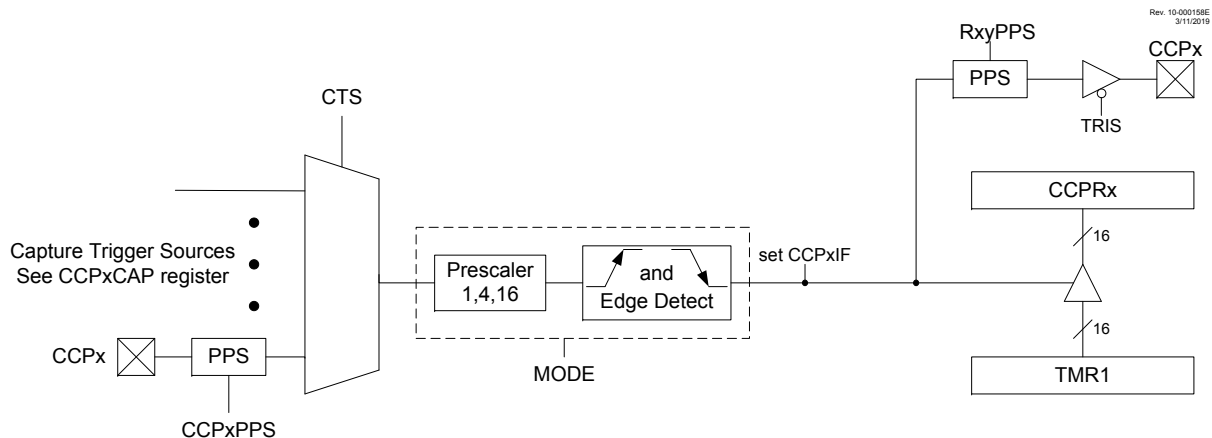 Rev. 10-000158E
3/11/2019
RxyPPS
CCPx
PPS
TRIS
CTS
CCPRx
16
Capture Trigger Sources
See CCPxCAP register
Prescaler
1,4,16
and
Edge Detect
set CCPxIF
16
MODE
TMR1
CCPx
PPS
CCPxPPS